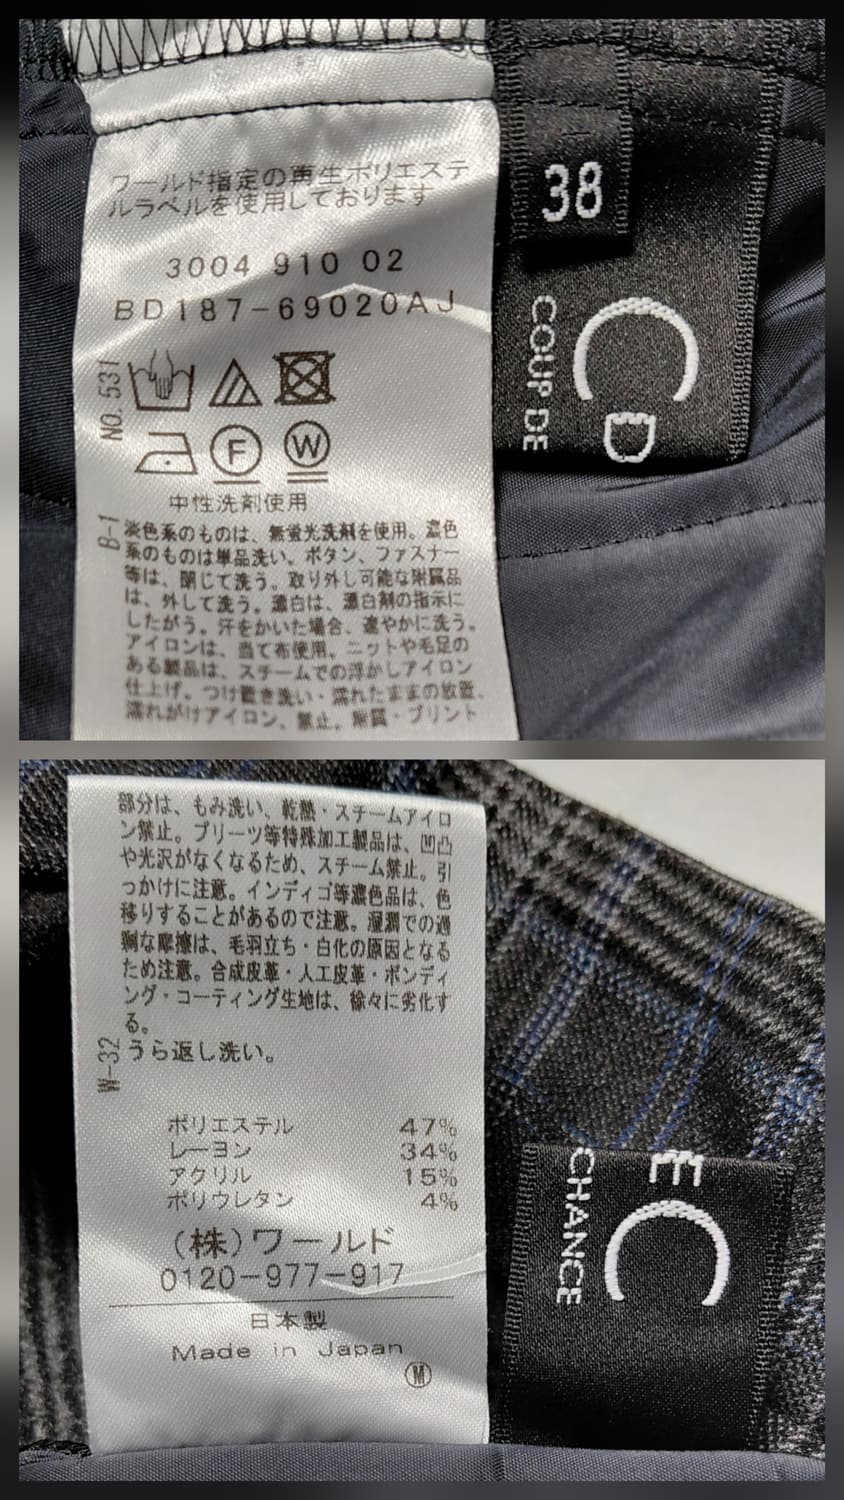 ワールド指定の再生ポリエステ
ルラベルを使用しております
3004 910 02
BD187-69020AJ
NO. 531
F
W
中性洗剤使用
B-1
淡色系のものは、無蛍光洗剤を使用。濃色
系のものは単品洗い。ボタン、ファスナー
等は、閉じて洗う。取り外し可能な附属品
は、外して洗う。漂白は、漂白剤の指示に
したがう。汗をかいた場合、速やかに洗う。
アイロンは、当て布使用。ニットや毛足の
ある製品は、スチームでの浮かしアイロン
仕上げ。つけ置き洗い・濡れたままの放置、
濡れがけアイロン、禁止。附属・プリント
38
CD
COUP DE
部分は、もみ洗い、乾熱・スチームアイロ
ン禁止。プリーツ等特殊加工製品は、凹凸
や光沢がなくなるため、スチーム禁止。引
っかけに注意。インディゴ等濃色品は、色
移りすることがあるので注意。湿潤での過
剰な摩擦は、毛羽立ち・白化の原因となる
ため注意。合成皮革・人工皮革・ボンディ
ング・コーティング生地は、徐々に劣化す
る。
W-32
うら返し洗い。
ポリエステル 47%
レーヨン 34%
アクリル 15%
ポリウレタン 4%
(株)ワールド
0120-977-917
日本製
Made in Japan
M
EC
CHANCE